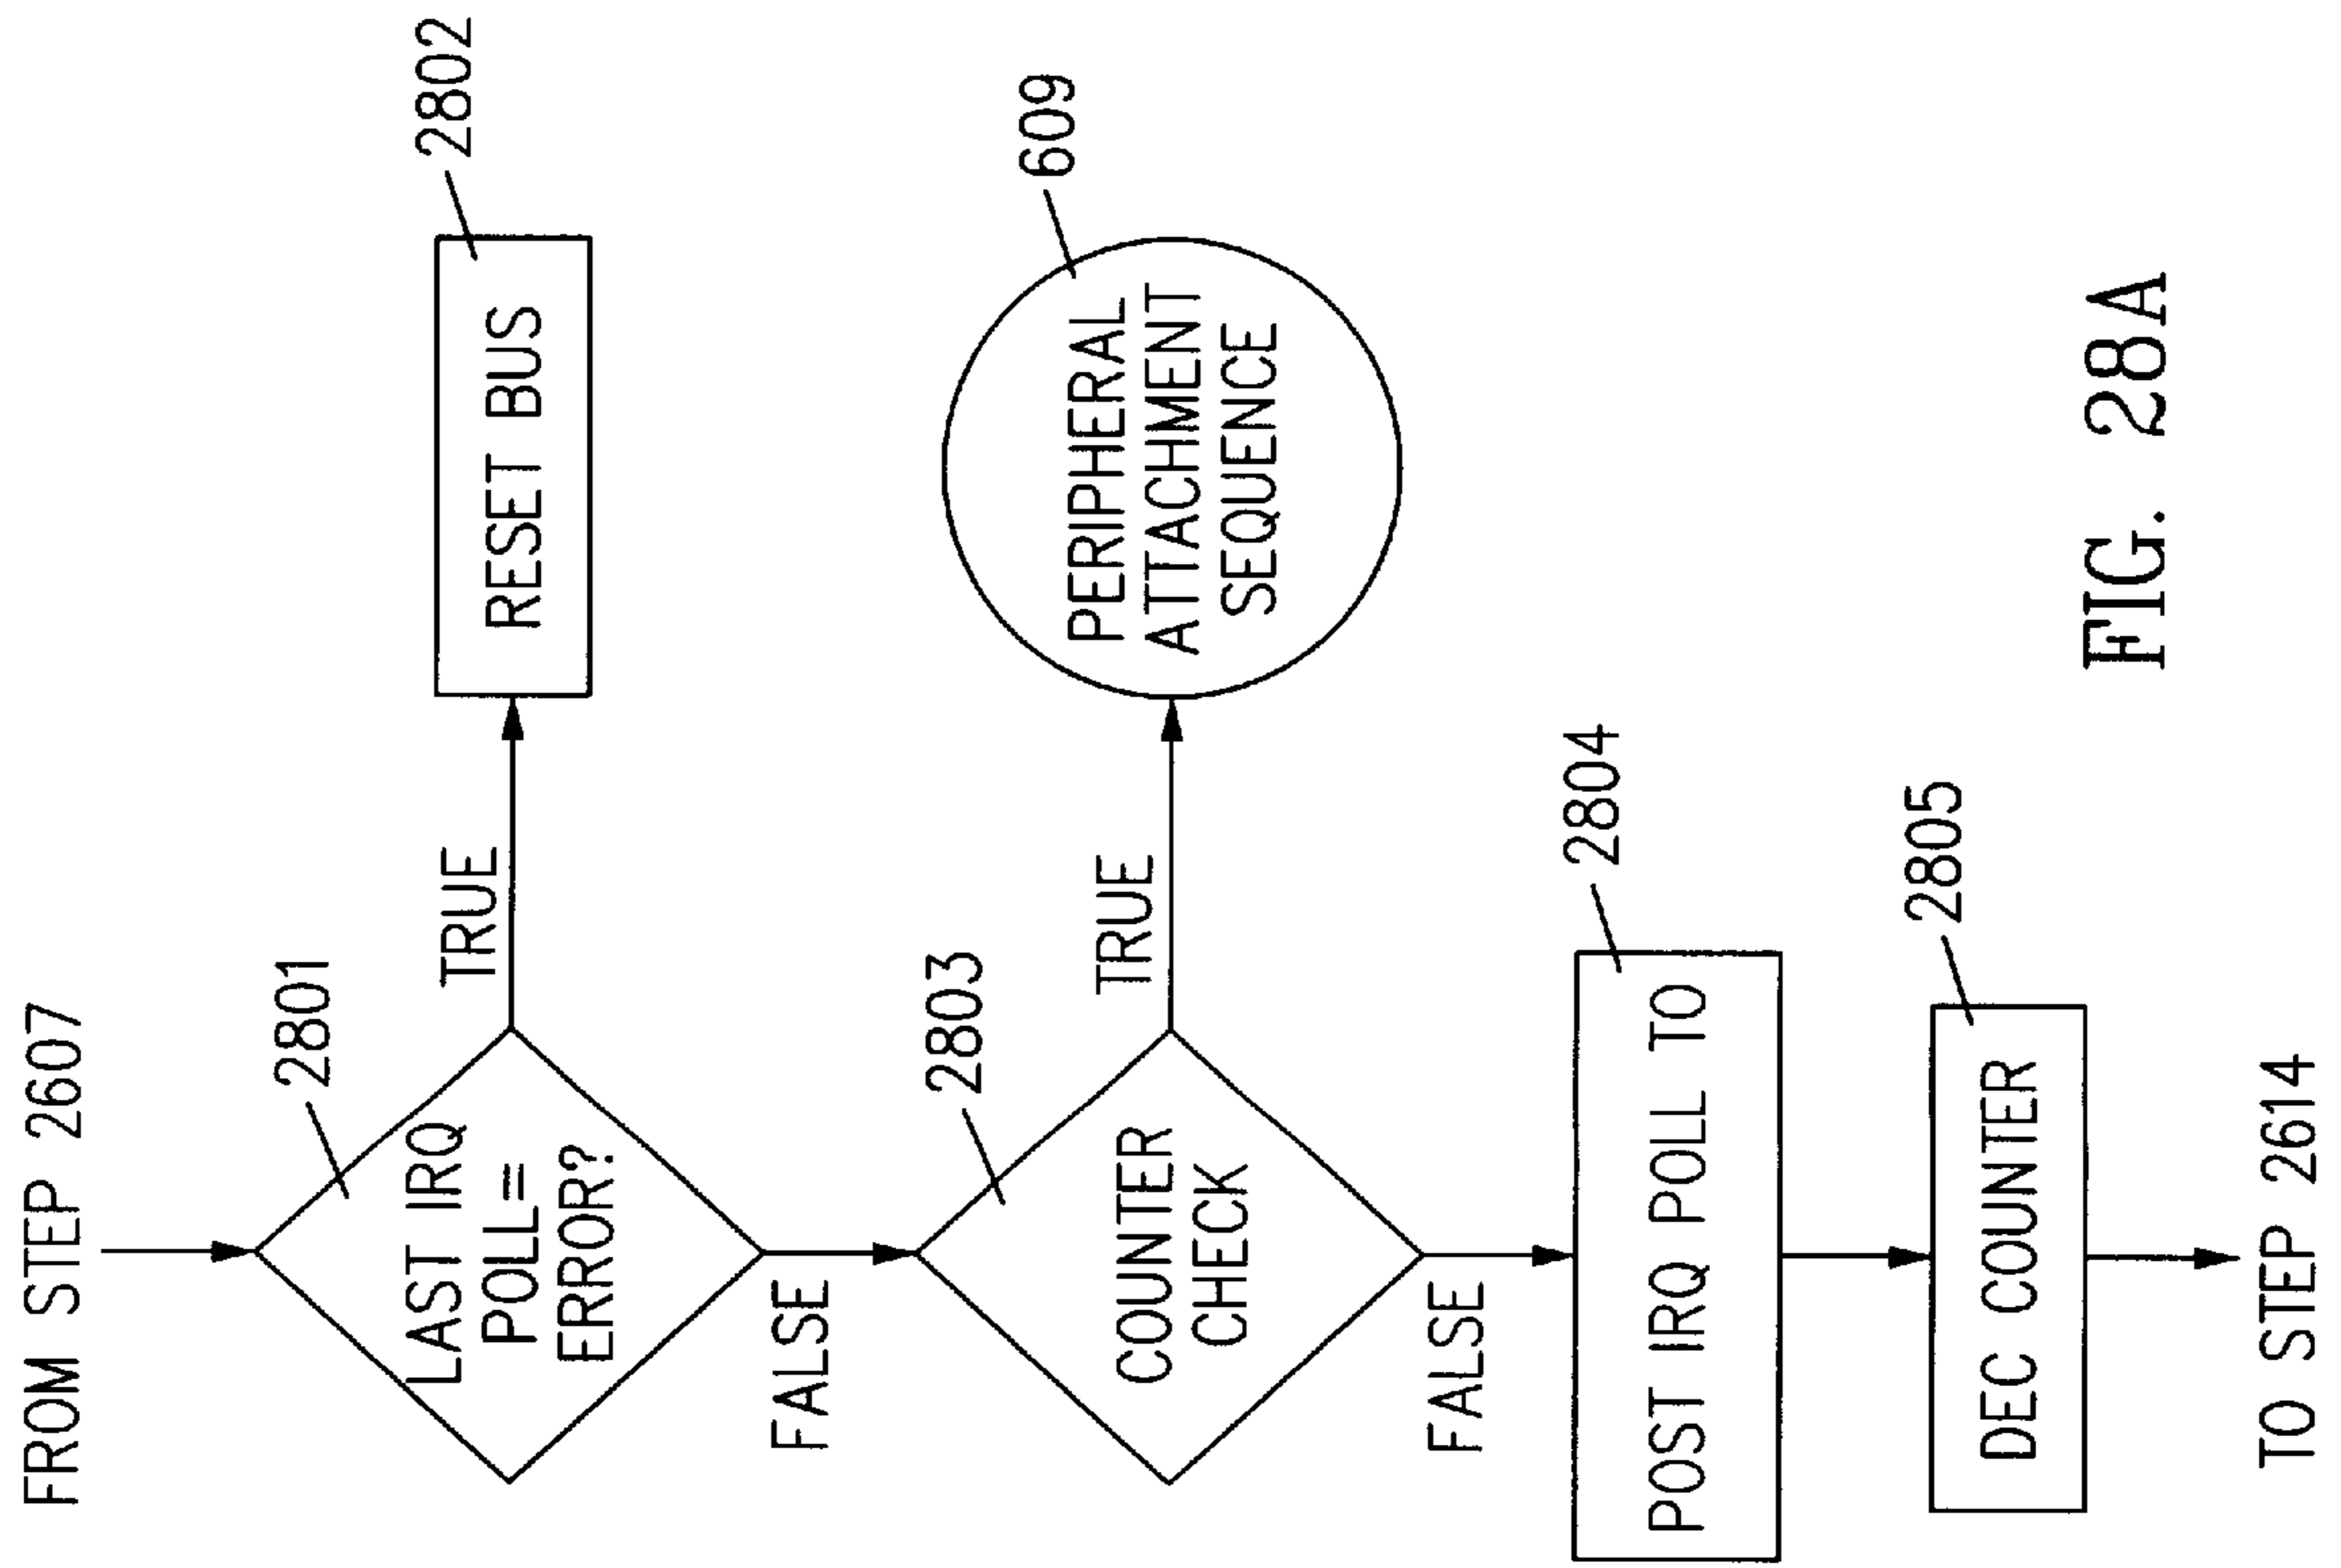 FROM STEP 2607
2801
LAST IRQ
POLL=
ERROR?
TRUE
2802
RESET BUS
FALSE
2803
COUNTER
CHECK
TRUE
609
PERIPHERAL
ATTACHMENT
SEQUENCE
FALSE
2804
POST IRQ POLL TO
2805
DEC COUNTER
TO STEP 2614
FIG. 28A